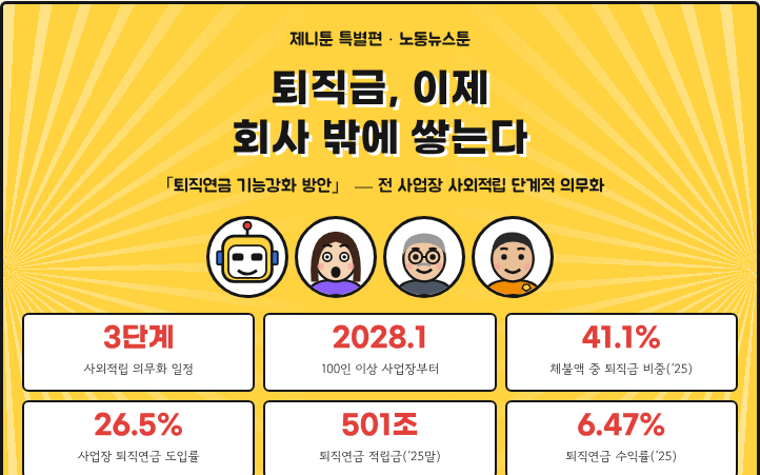 제니툰 특별편 · 노동뉴스툰
퇴직금, 이제
회사 밖에 쌓는다
「퇴직연금 기능강화 방안」 — 전 사업장 사외적립 단계적 의무화
3단계
사외적립 의무화 일정
2028.1
100인 이상 사업장부터
41.1%
체불액 중 퇴직금 비중('25)
26.5%
사업장 퇴직연금 도입률
501조
퇴직연금 적립금('25말)
6.47%
퇴직연금 수익률('25)